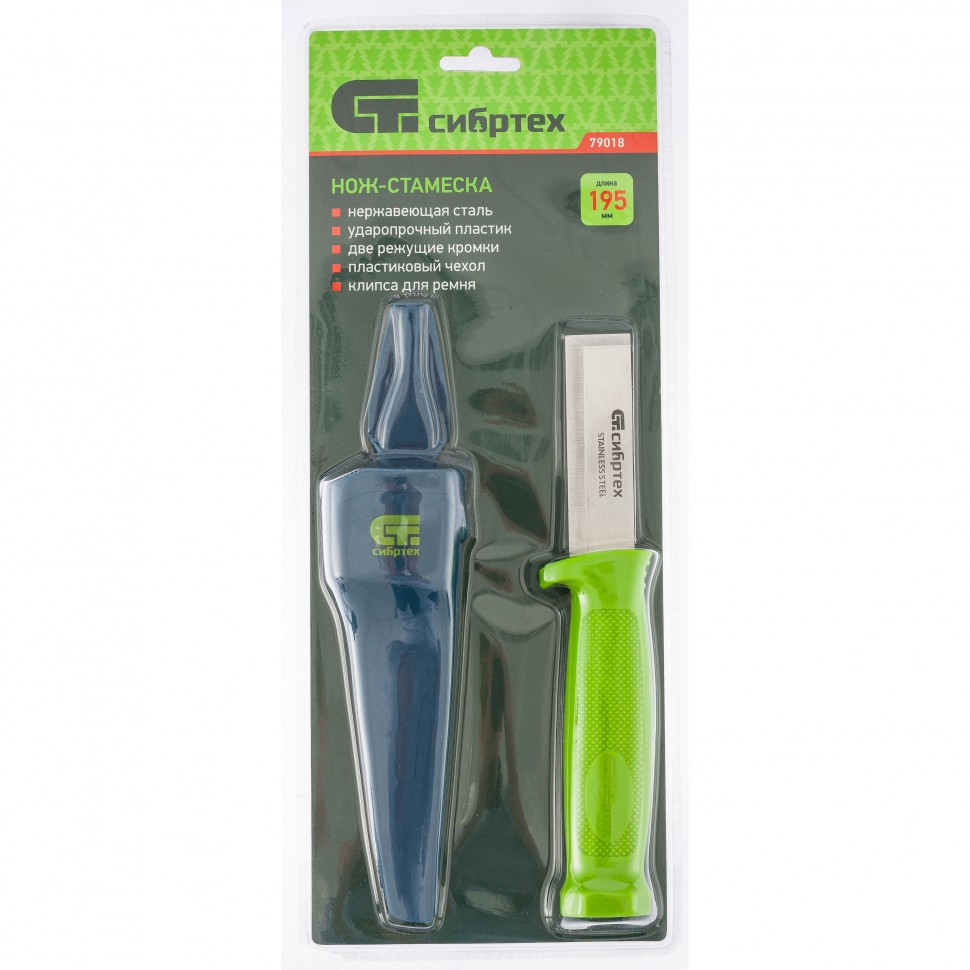 сибртех
79018
НОЖ-СТАМЕСКА
нержавеющая сталь
ударопрочный пластик
две режущие кромки
пластиковый чехол
клипса для ремня
длина
195
мм
сибртех
сибртех
STAINLESS STEEL